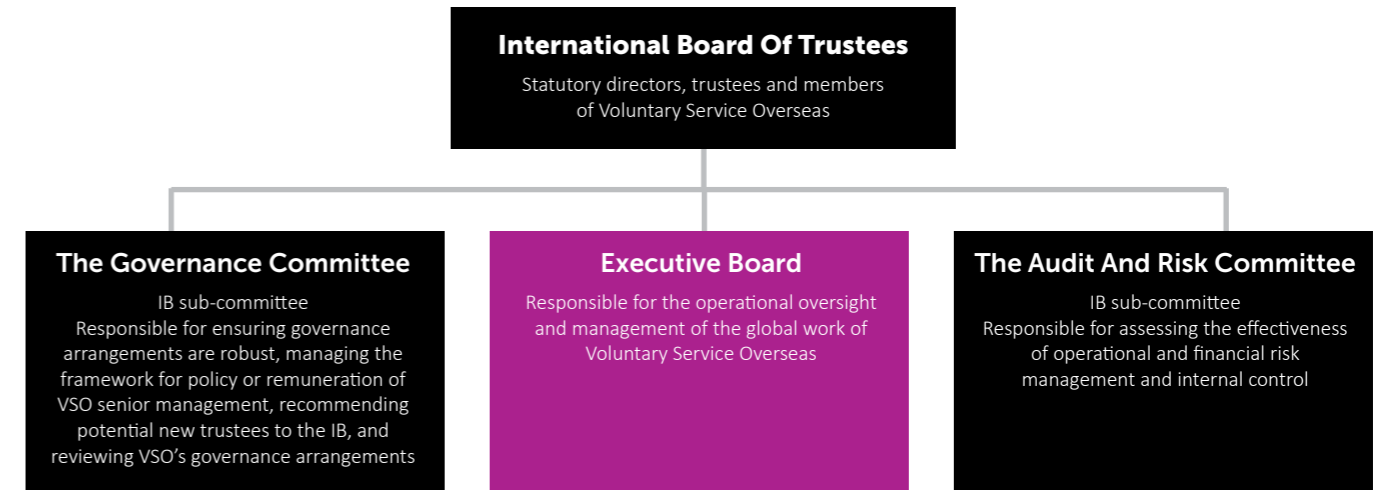 International Board Of Trustees
Statutory directors, trustees and members
of Voluntary Service Overseas
The Governance Committee
IB sub-committee
Responsible for ensuring governance
arrangements are robust, managing the
framework for policy or remuneration of
VSO senior management, recommending
potential new trustees to the IB, and
reviewing VSO’s governance arrangements
Executive Board
Responsible for the operational oversight
and management of the global work of
Voluntary Service Overseas
The Audit And Risk Committee
IB sub-committee
Responsible for assessing the effectiveness
of operational and financial risk
management and internal control